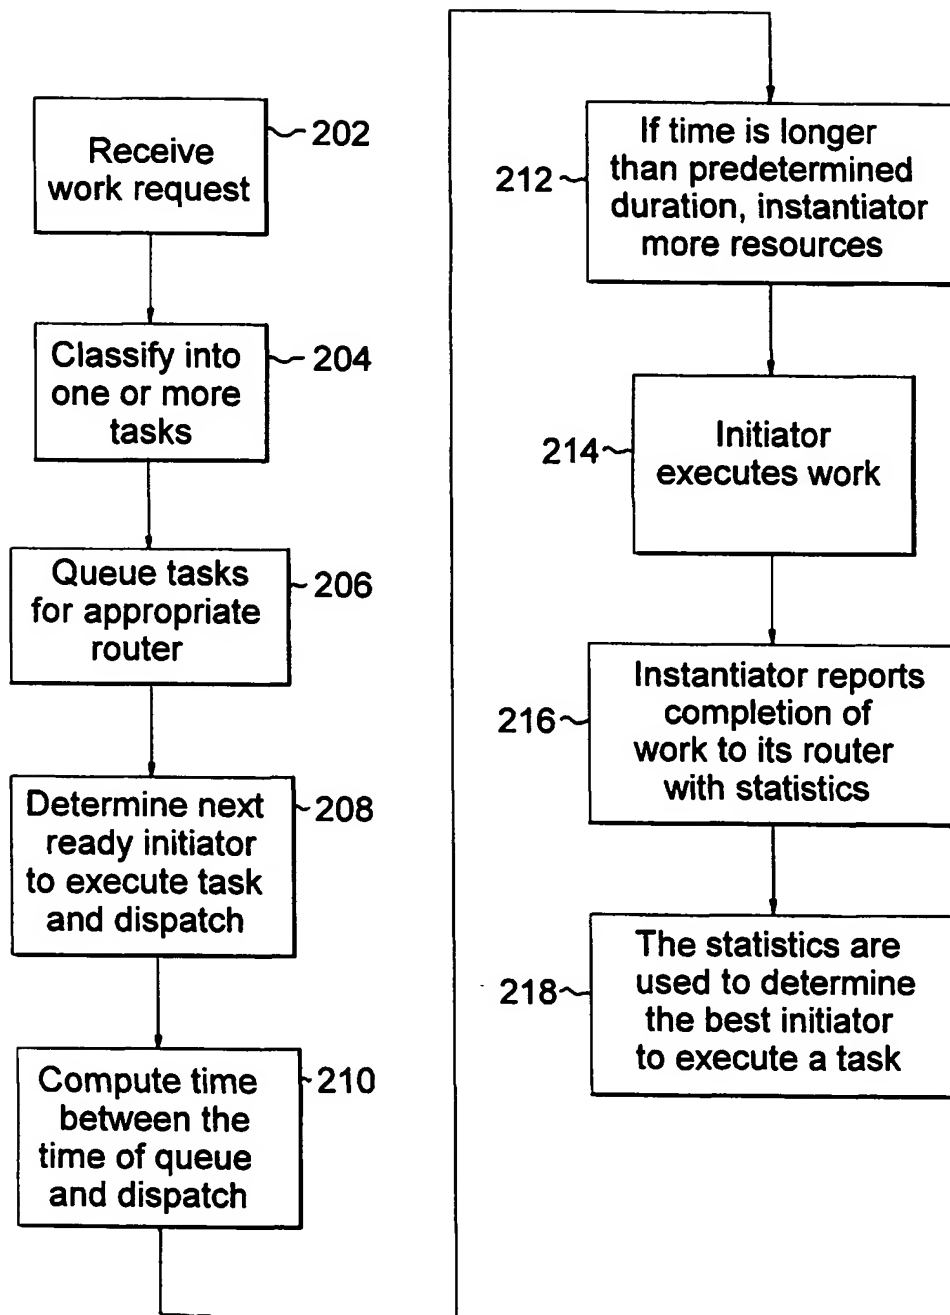 Receive
work request
202
Classify into
one or more
tasks
204
Queue tasks
for appropriate
router
206
Determine next
ready initiator
to execute task
and dispatch
208
Compute time
between the
time of queue
and dispatch
210
If time is longer
than predetermined
duration, instantiator
more resources
212
Initiator
executes work
214
Instantiator reports
completion of
work to its router
with statistics
216
The statistics are
used to determine
the best initiator
to execute a task
218